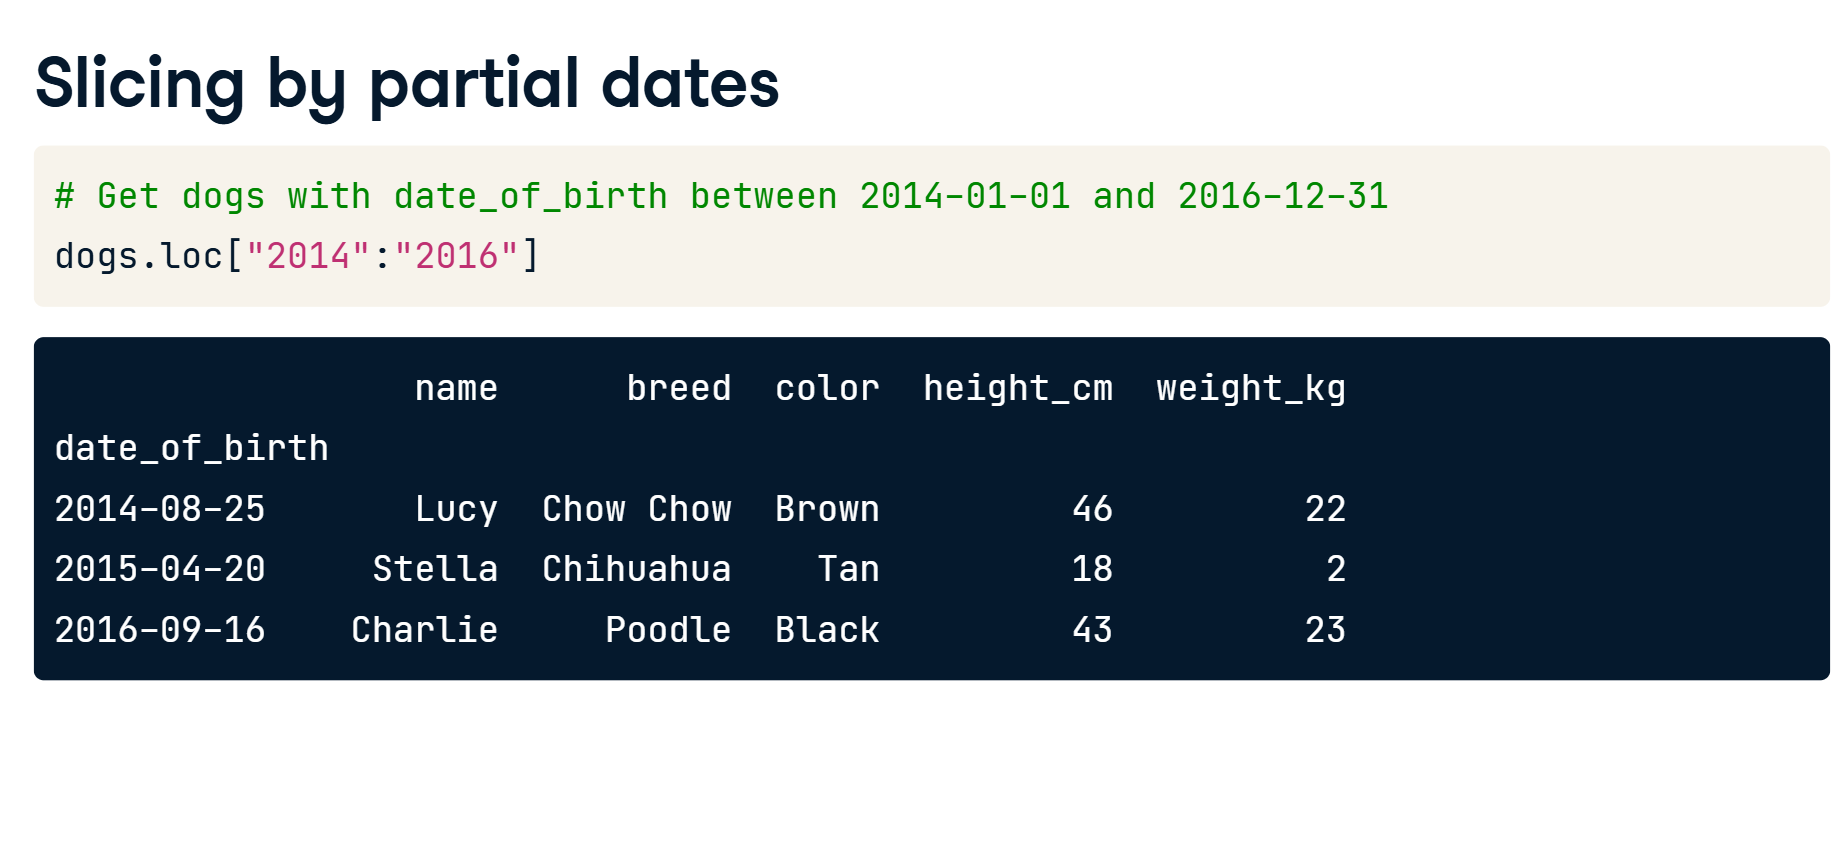 Slicing by partial dates
# Get dogs with date_of_birth between 2014-01-01 and 2016-12-31
dogs.loc["2014":"2016"]
name breed color height_cm weight_kg
date_of_birth
2014-08-25 Lucy Chow Chow Brown 46 22
2015-04-20 Stella Chihuahua Tan 18 2
2016-09-16 Charlie Poodle Black 43 23